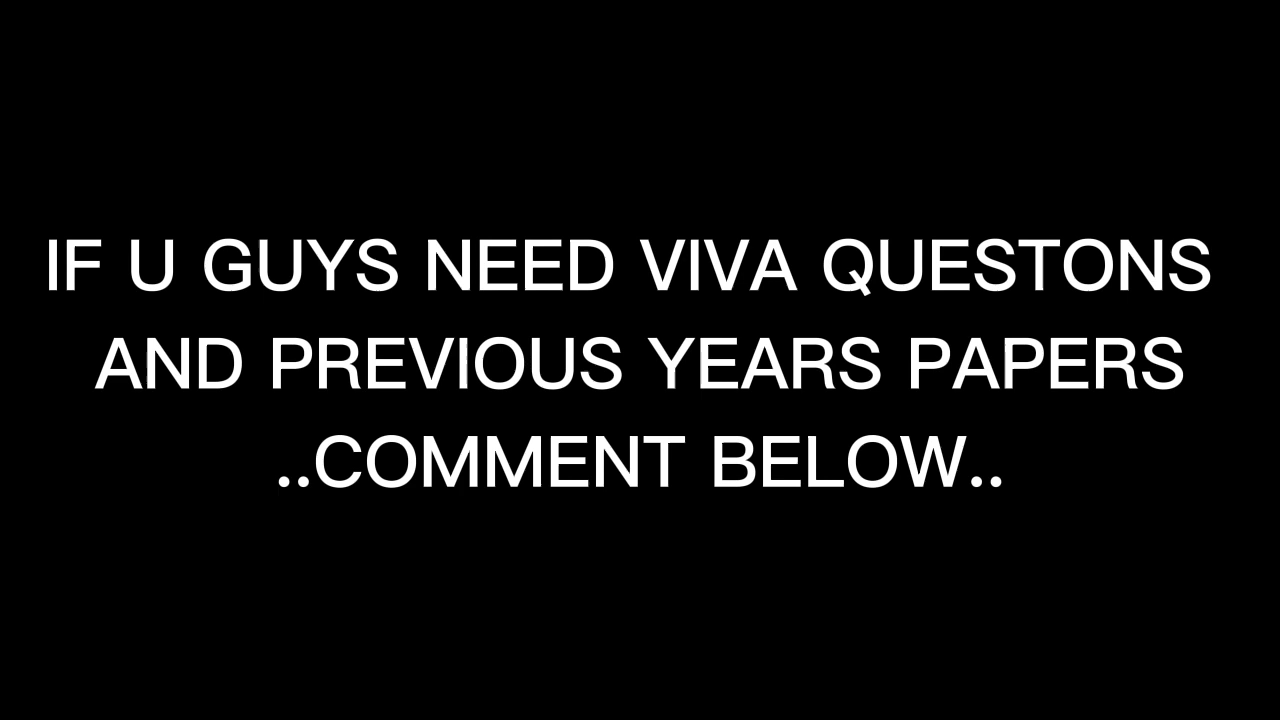 IF U GUYS NEED VIVA QUESTONS
AND PREVIOUS YEARS PAPERS
..COMMENT BELOW..